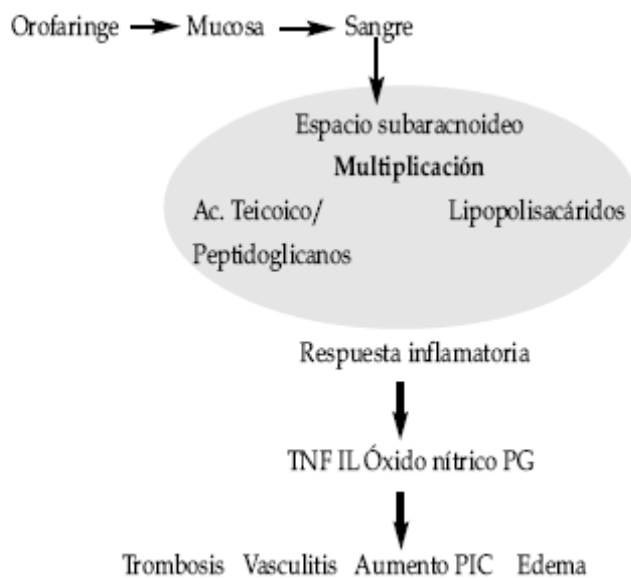 Orofaringe Mucosa Sangre
Espacio subaracnoideo
Multiplicación
Ac. Teicoico/ Lipopolisacáridos
Peptidoglicanos
Respuesta inflamatoria
TNF IL Óxido nítrico PG
Trombosis Vasculitis Aumento PIC Edema